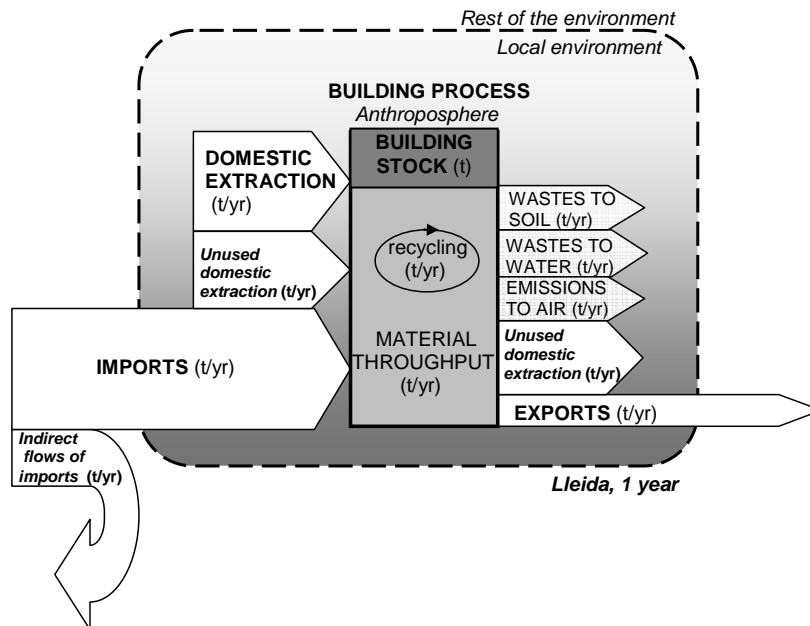 Rest of the environment
Local environment
BUILDING PROCESS
Anthroposphere
DOMESTIC
EXTRACTION
(t/yr)
Unused
domestic
extraction (t/yr)
IMPORTS (t/yr)
Indirect
flows of
imports (t/yr)
BUILDING
STOCK (t)
recycling
(t/yr)
MATERIAL
THROUGHPUT
(t/yr)
WASTES TO
SOIL (t/yr)
WASTES TO
WATER (t/yr)
EMISSIONS
TO AIR (t/yr)
Unused
domestic
extraction (t/yr)
EXPORTS (t/yr)
Lleida, 1 year